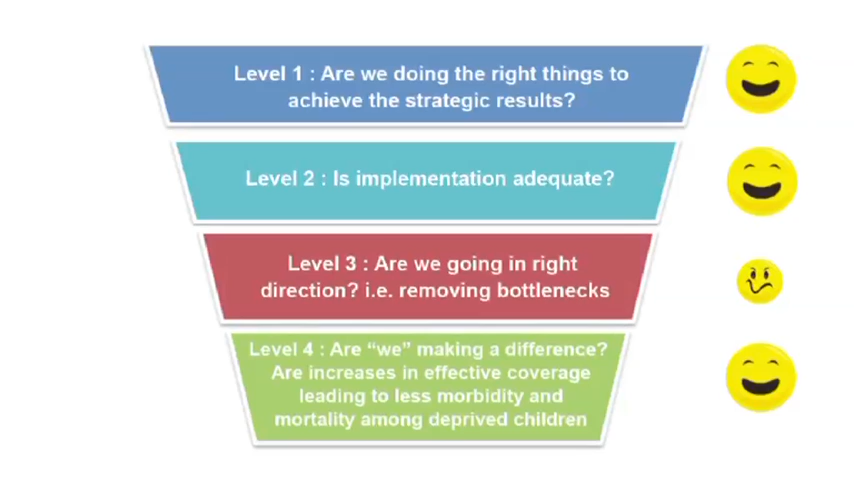 Level 1 : Are we doing the right things to
achieve the strategic results?
Level 2 : Is implementation adequate?
Level 3 : Are we going in right
direction? i.e. removing bottlenecks
Level 4 : Are “we” making a difference?
Are increases in effective coverage
leading to less morbidity and
mortality among deprived children